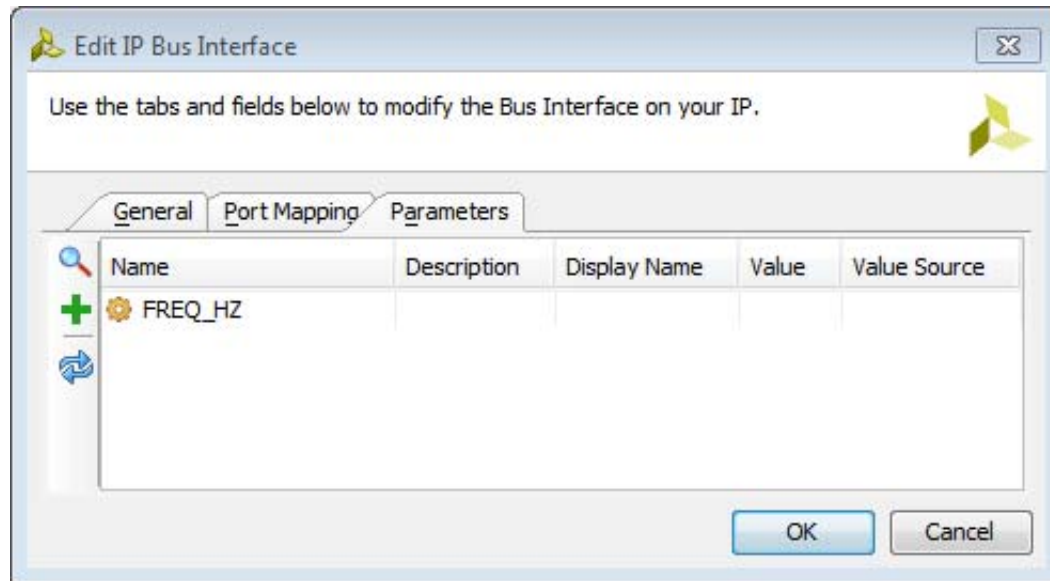 Edit IP Bus Interface
Use the tabs and fields below to modify the Bus Interface on your IP.
General Port Mapping Parameters
Name Description Display Name Value Value Source
FREQ_HZ
OK Cancel